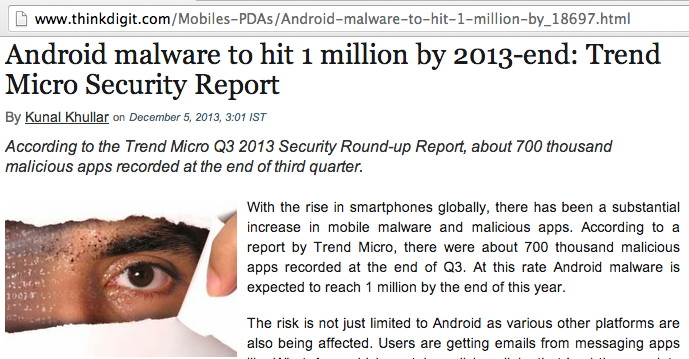 www.thinkdigit.com/Mobiles-PDAs/Android-malware-to-hit-1-million-by_18697.html
Android malware to hit 1 million by 2013-end: Trend
Micro Security Report
By Kunal Khullar on December 5, 2013, 3:01 IST
According to the Trend Micro Q3 2013 Security Round-up Report, about 700 thousand
malicious apps recorded at the end of third quarter.
With the rise in smartphones globally, there has been a substantial
increase in mobile malware and malicious apps. According to a
report by Trend Micro, there were about 700 thousand malicious
apps recorded at the end of Q3. At this rate Android malware is
expected to reach 1 million by the end of this year.
The risk is not just limited to Android as various other platforms are
also being affected. Users are getting emails from messaging apps